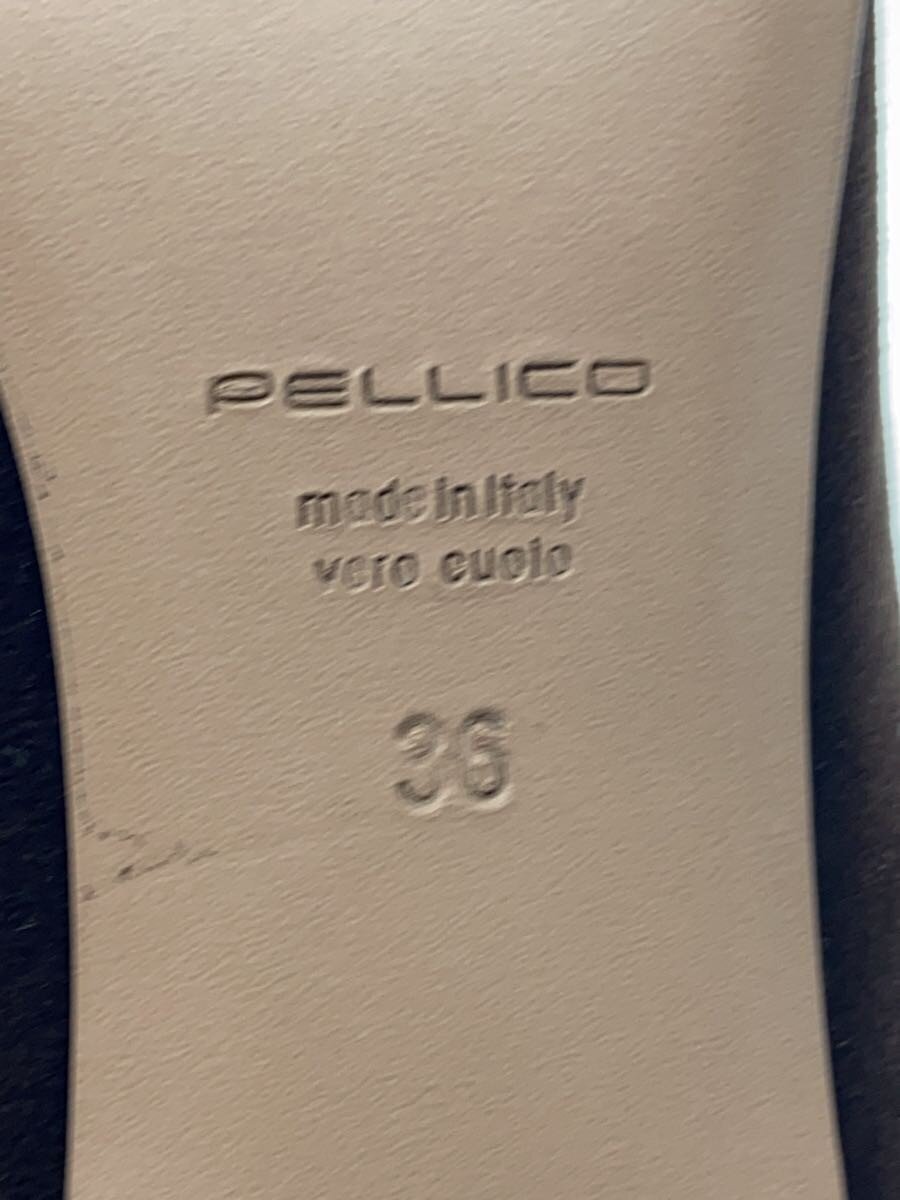 PELLICO
made in Italy
vero cuoio
36